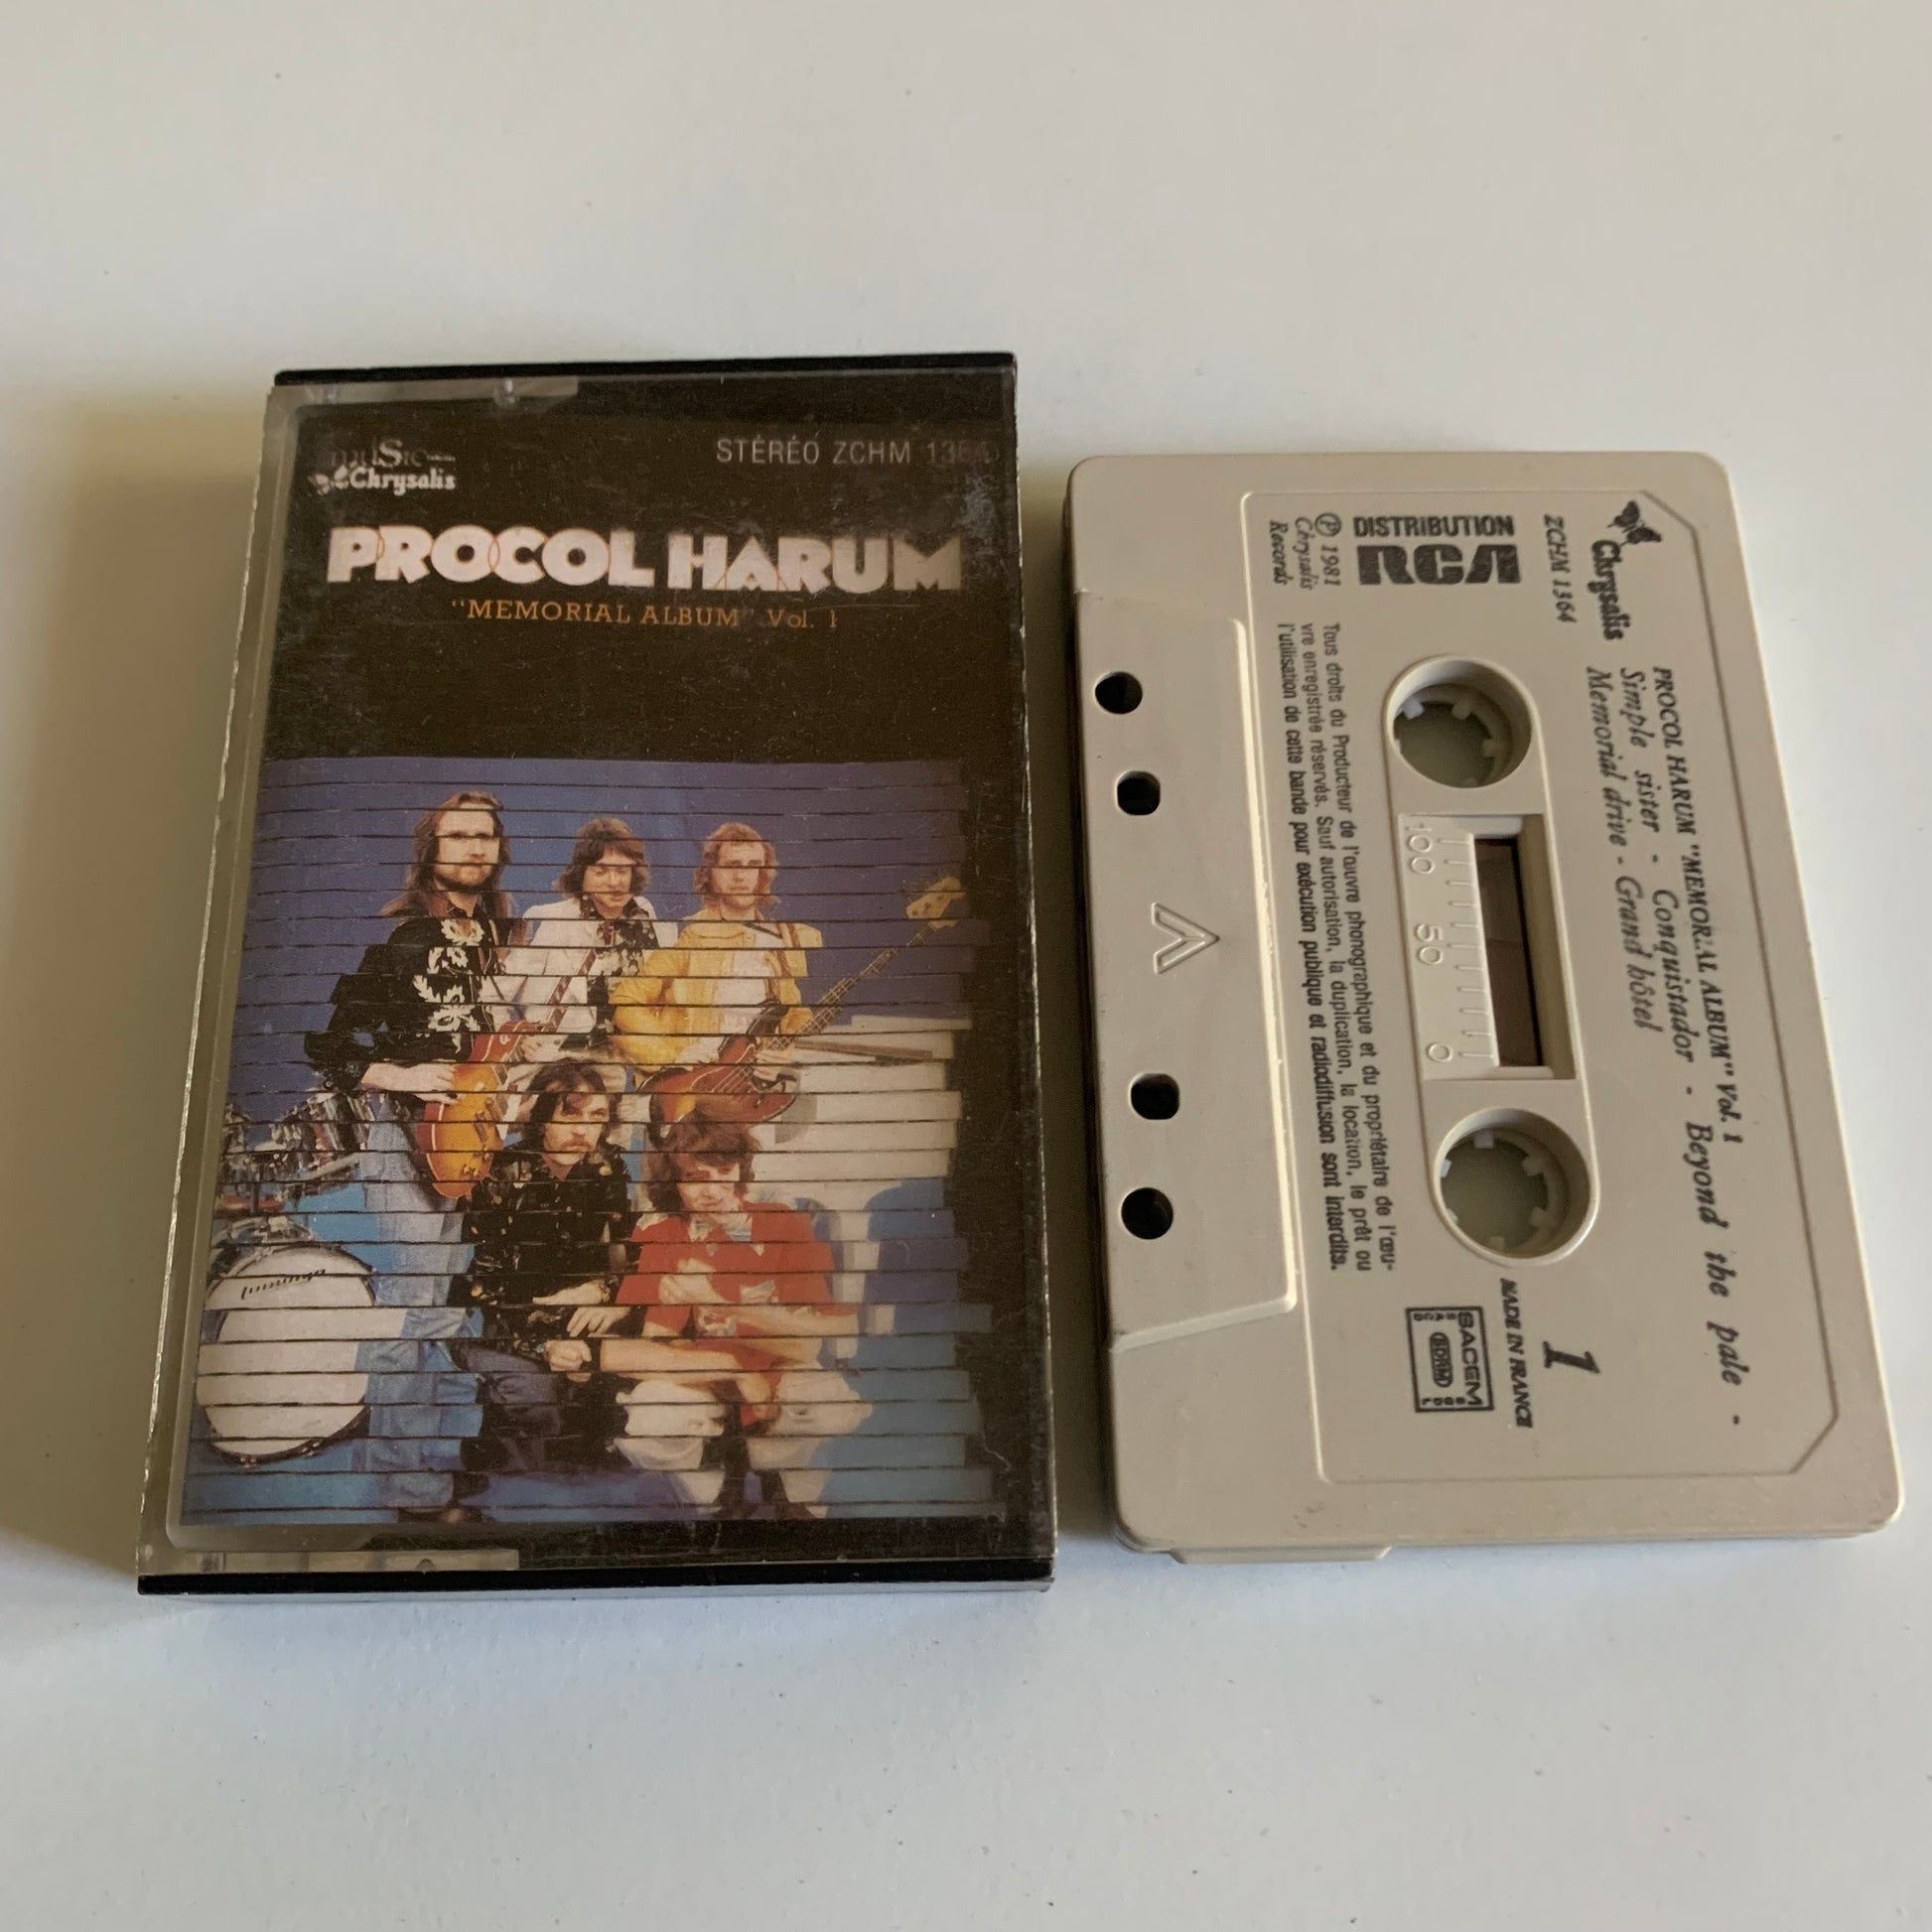 music
Chrysalis
STÉRÉO ZCHM 1364
PROCOL HARUM
"MEMORIAL ALBUM" Vol. 1
Chrysalis
ZCHM 1364
PROCOL HARUM "MEMORIAL ALBUM" Vol. 1
Simple sister - Conquistador - Beyond the pale -
Memorial drive - Grand hôtel
DISTRIBUTION
RCA
Ⓟ 1981
Chrysalis
Records
100 50 0
1
MADE IN FRANCE
SACEM
Tous droits du Producteur de l'œuvre phonographique et du propriétaire de l'œu-
vre enregistrée réservés. Sauf autorisation, la duplication, la location, le prêt ou
l'utilisation de cette bande pour exécution publique et radiodiffusion sont interdits.